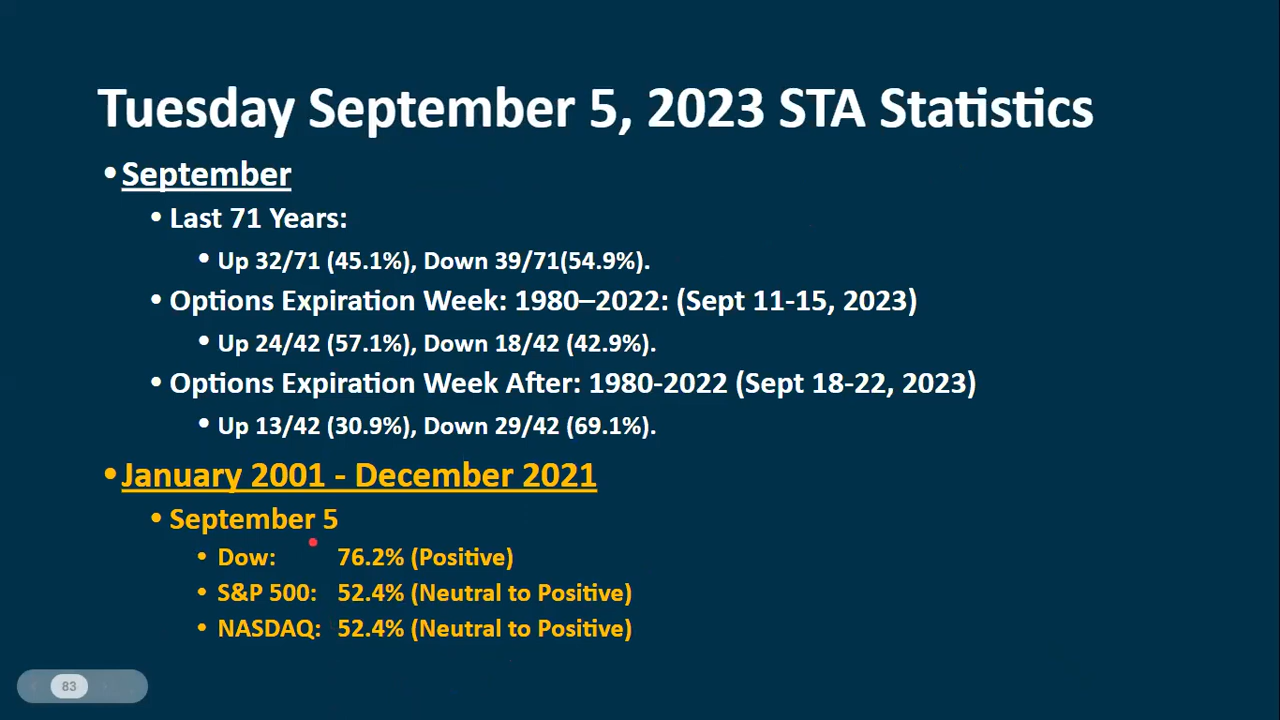 Tuesday September 5, 2023 STA Statistics
•September
• Last 71 Years:
• Up 32/71 (45.1%), Down 39/71(54.9%).
• Options Expiration Week: 1980–2022: (Sept 11-15, 2023)
• Up 24/42 (57.1%), Down 18/42 (42.9%).
• Options Expiration Week After: 1980-2022 (Sept 18-22, 2023)
• Up 13/42 (30.9%), Down 29/42 (69.1%).
•January 2001 - December 2021
• September 5
• Dow: 76.2% (Positive)
• S&P 500: 52.4% (Neutral to Positive)
• NASDAQ: 52.4% (Neutral to Positive)
83